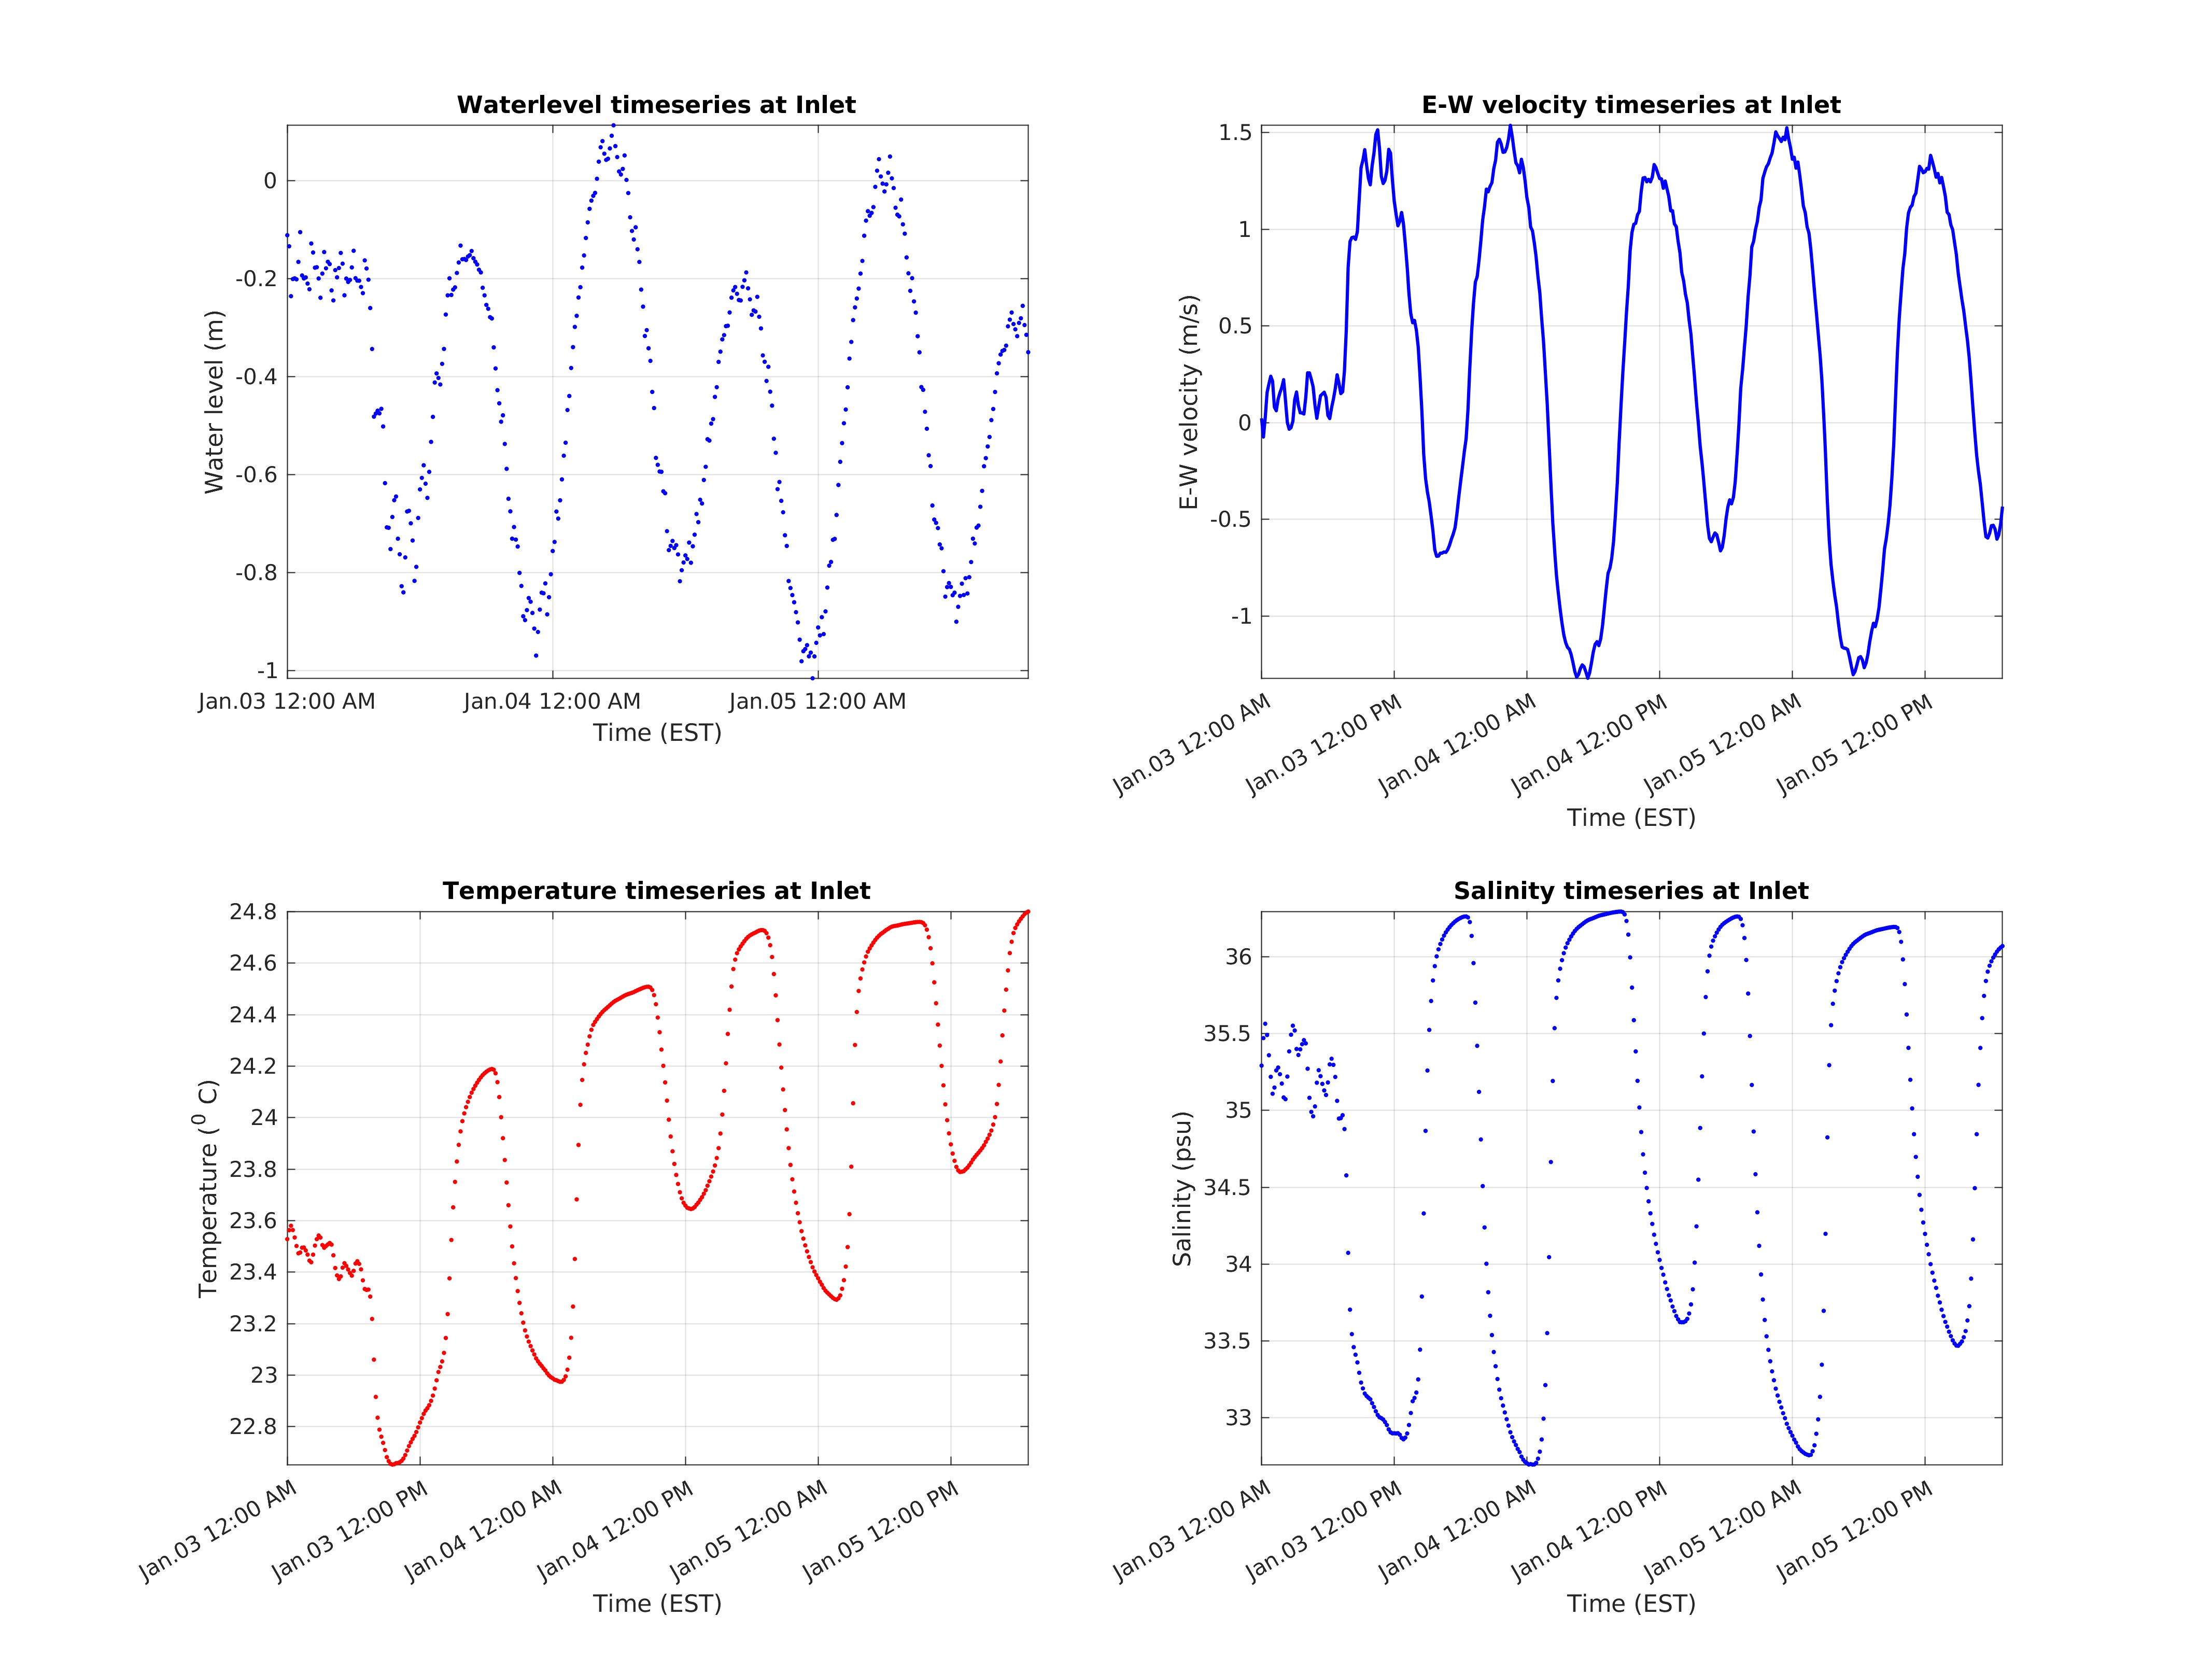 Waterlevel timeseries at Inlet
0
-0.2
-0.4
-0.6
-0.8
-1
Water level (m)
Jan.03 12:00 AM
Jan.04 12:00 AM
Jan.05 12:00 AM
Time (EST)
E-W velocity timeseries at Inlet
1.5
1
0.5
0
-0.5
-1
E-W velocity (m/s)
Jan.03 12:00 AM
Jan.03 12:00 PM
Jan.04 12:00 AM
Jan.04 12:00 PM
Jan.05 12:00 AM
Jan.05 12:00 PM
Time (EST)
Temperature timeseries at Inlet
24.8
24.6
24.4
24.2
24
23.8
23.6
23.4
23.2
23
22.8
Temperature (⁰ C)
Jan.03 12:00 AM
Jan.03 12:00 PM
Jan.04 12:00 AM
Jan.04 12:00 PM
Jan.05 12:00 AM
Jan.05 12:00 PM
Time (EST)
Salinity timeseries at Inlet
36
35.5
35
34.5
34
33.5
33
Salinity (psu)
Jan.03 12:00 AM
Jan.03 12:00 PM
Jan.04 12:00 AM
Jan.04 12:00 PM
Jan.05 12:00 AM
Jan.05 12:00 PM
Time (EST)